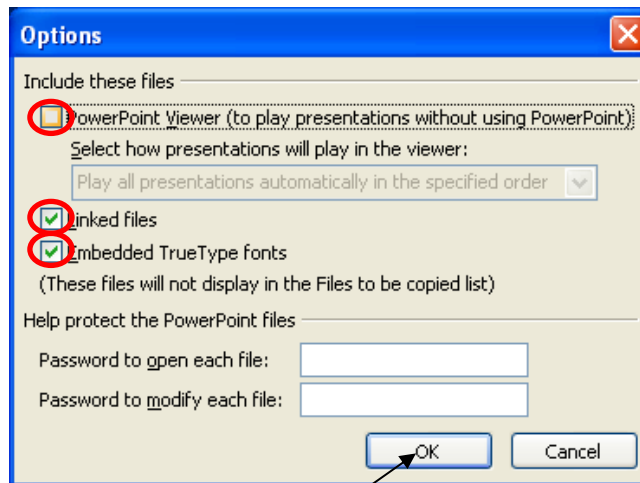 Options
Include these files
PowerPoint Viewer (to play presentations without using PowerPoint)
Select how presentations will play in the viewer:
Play all presentations automatically in the specified order
Linked files
Embedded TrueType fonts
(These files will not display in the Files to be copied list)
Help protect the PowerPoint files
Password to open each file:
Password to modify each file:
OK Cancel